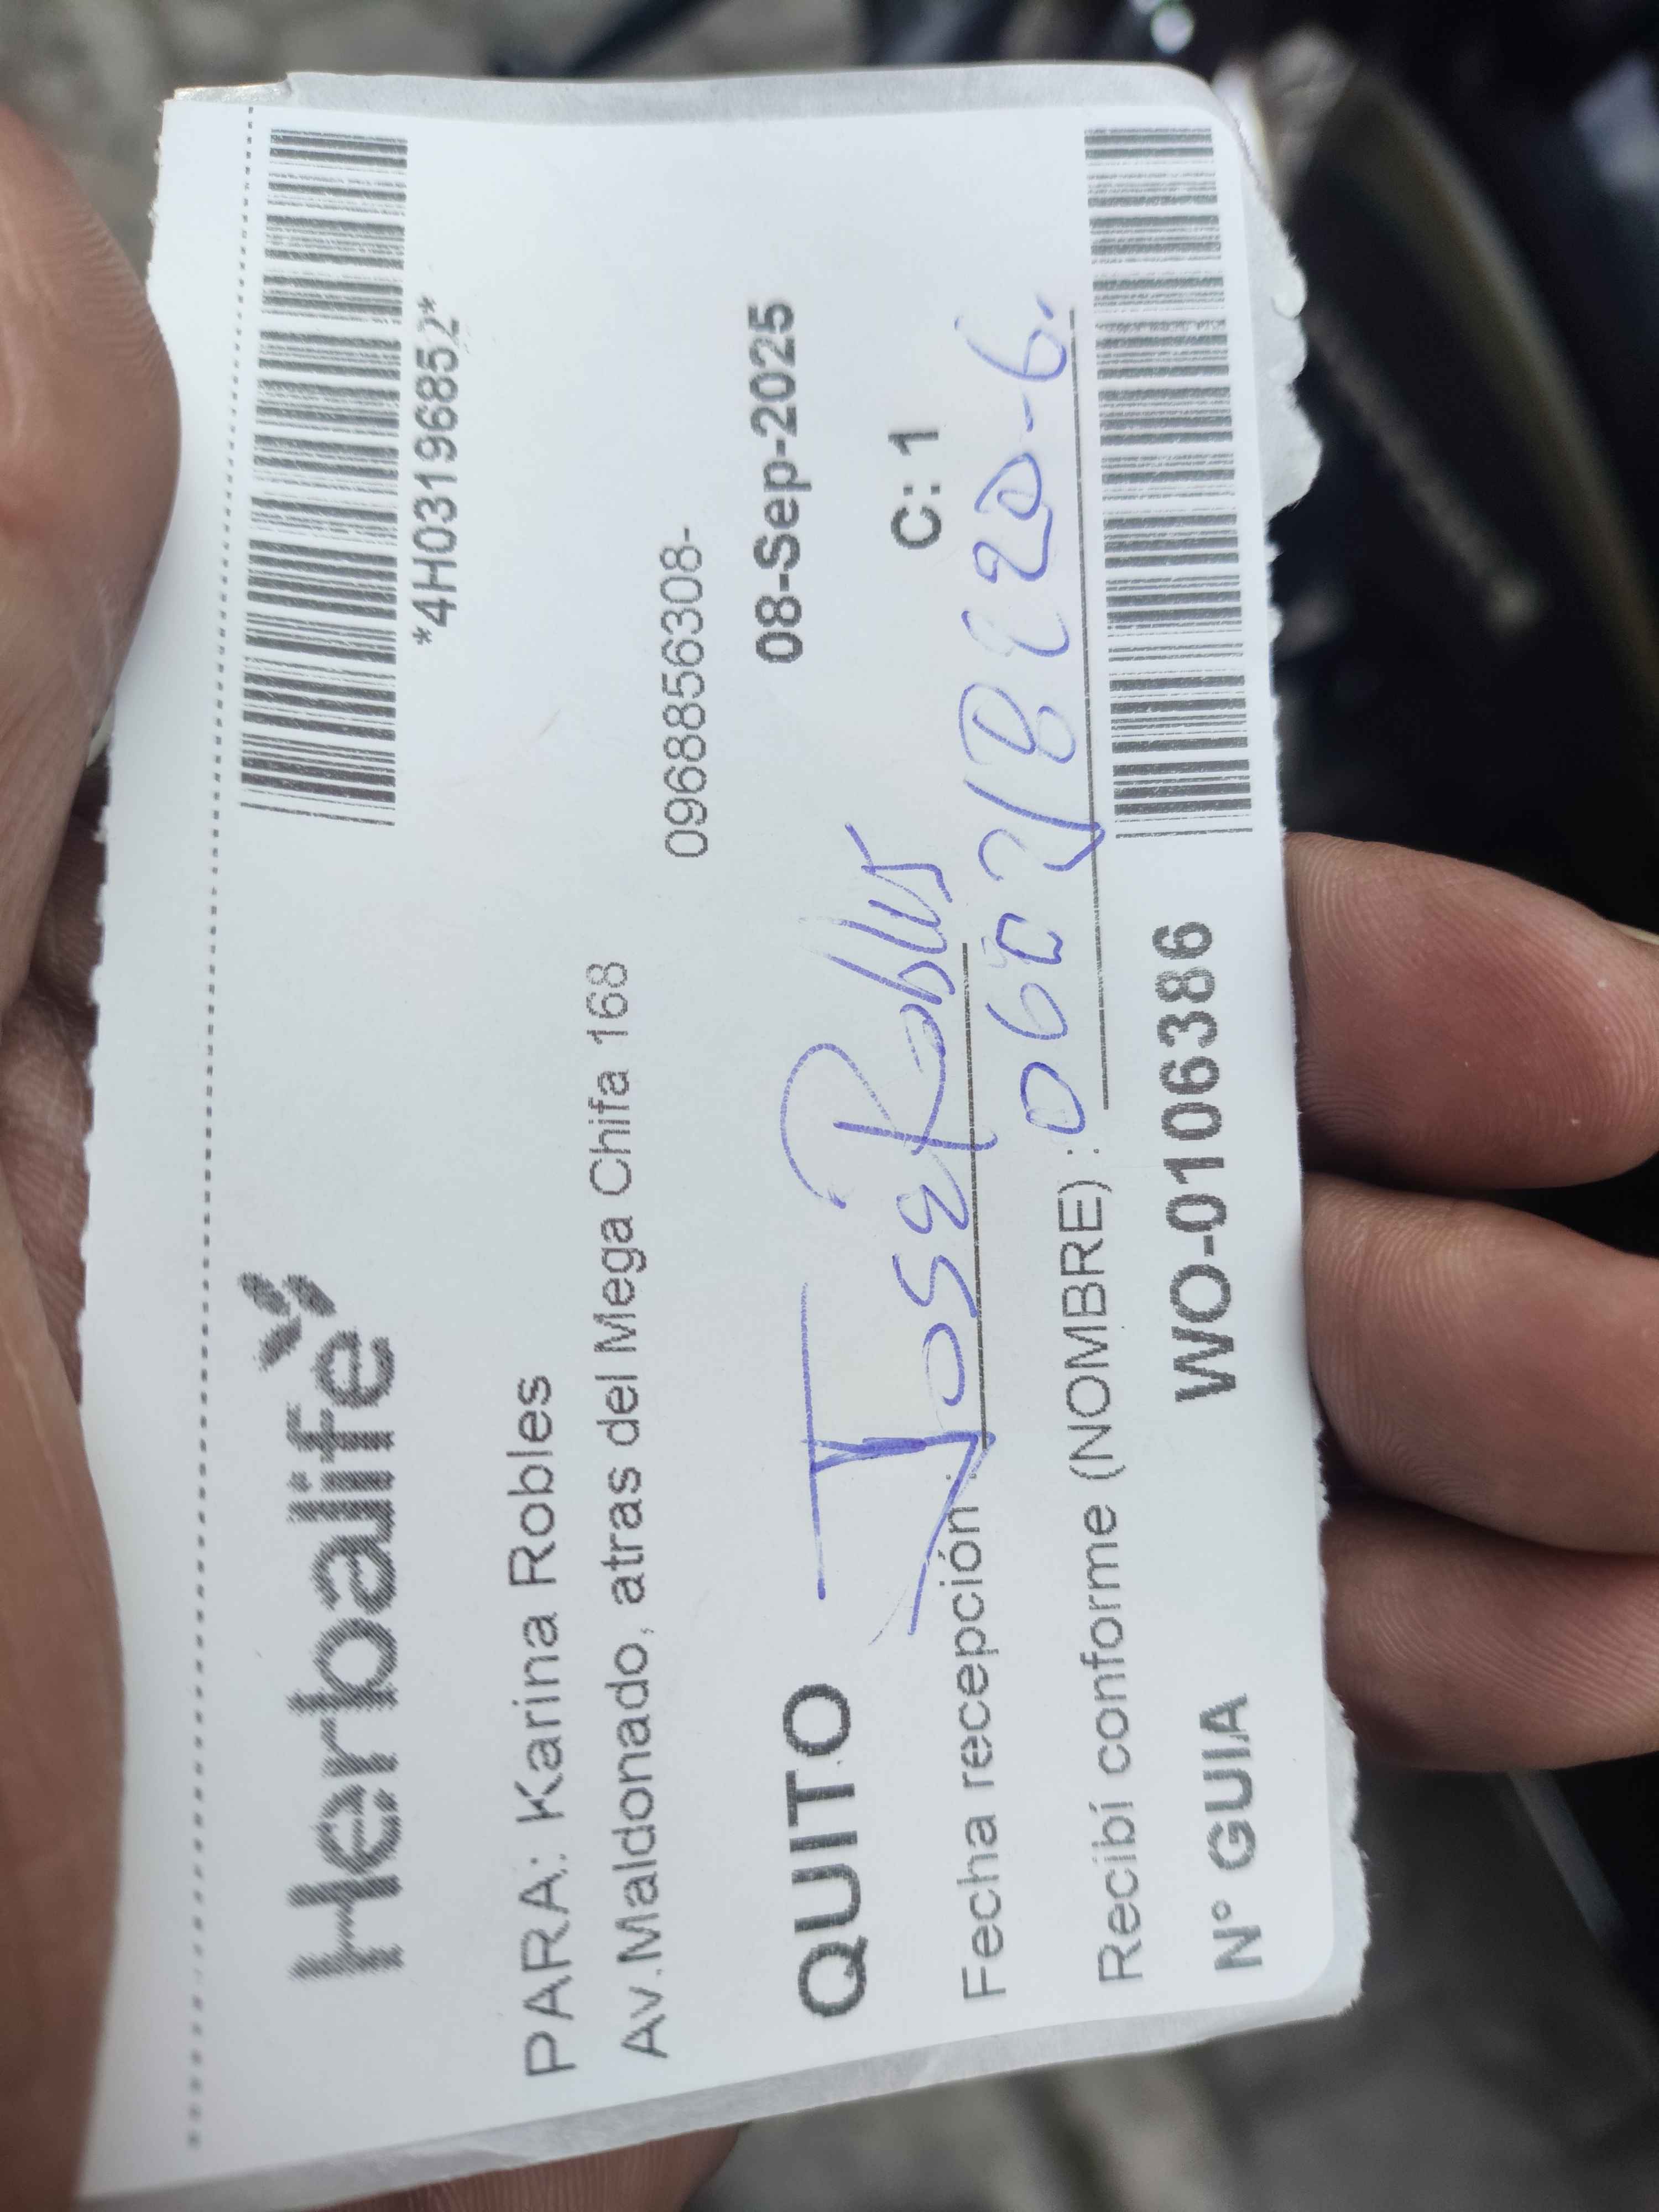 Herbalife
*4H03196852*
PARA: Karina Robles
Av.Maldonado, atras del Mega Chifa 168
0968856308-
QUITO
08-Sep-2025
Jose Robles
Fecha recepción :
C: 1
Recibí conforme (NOMBRE) :
N° GUIA
WO-0106386